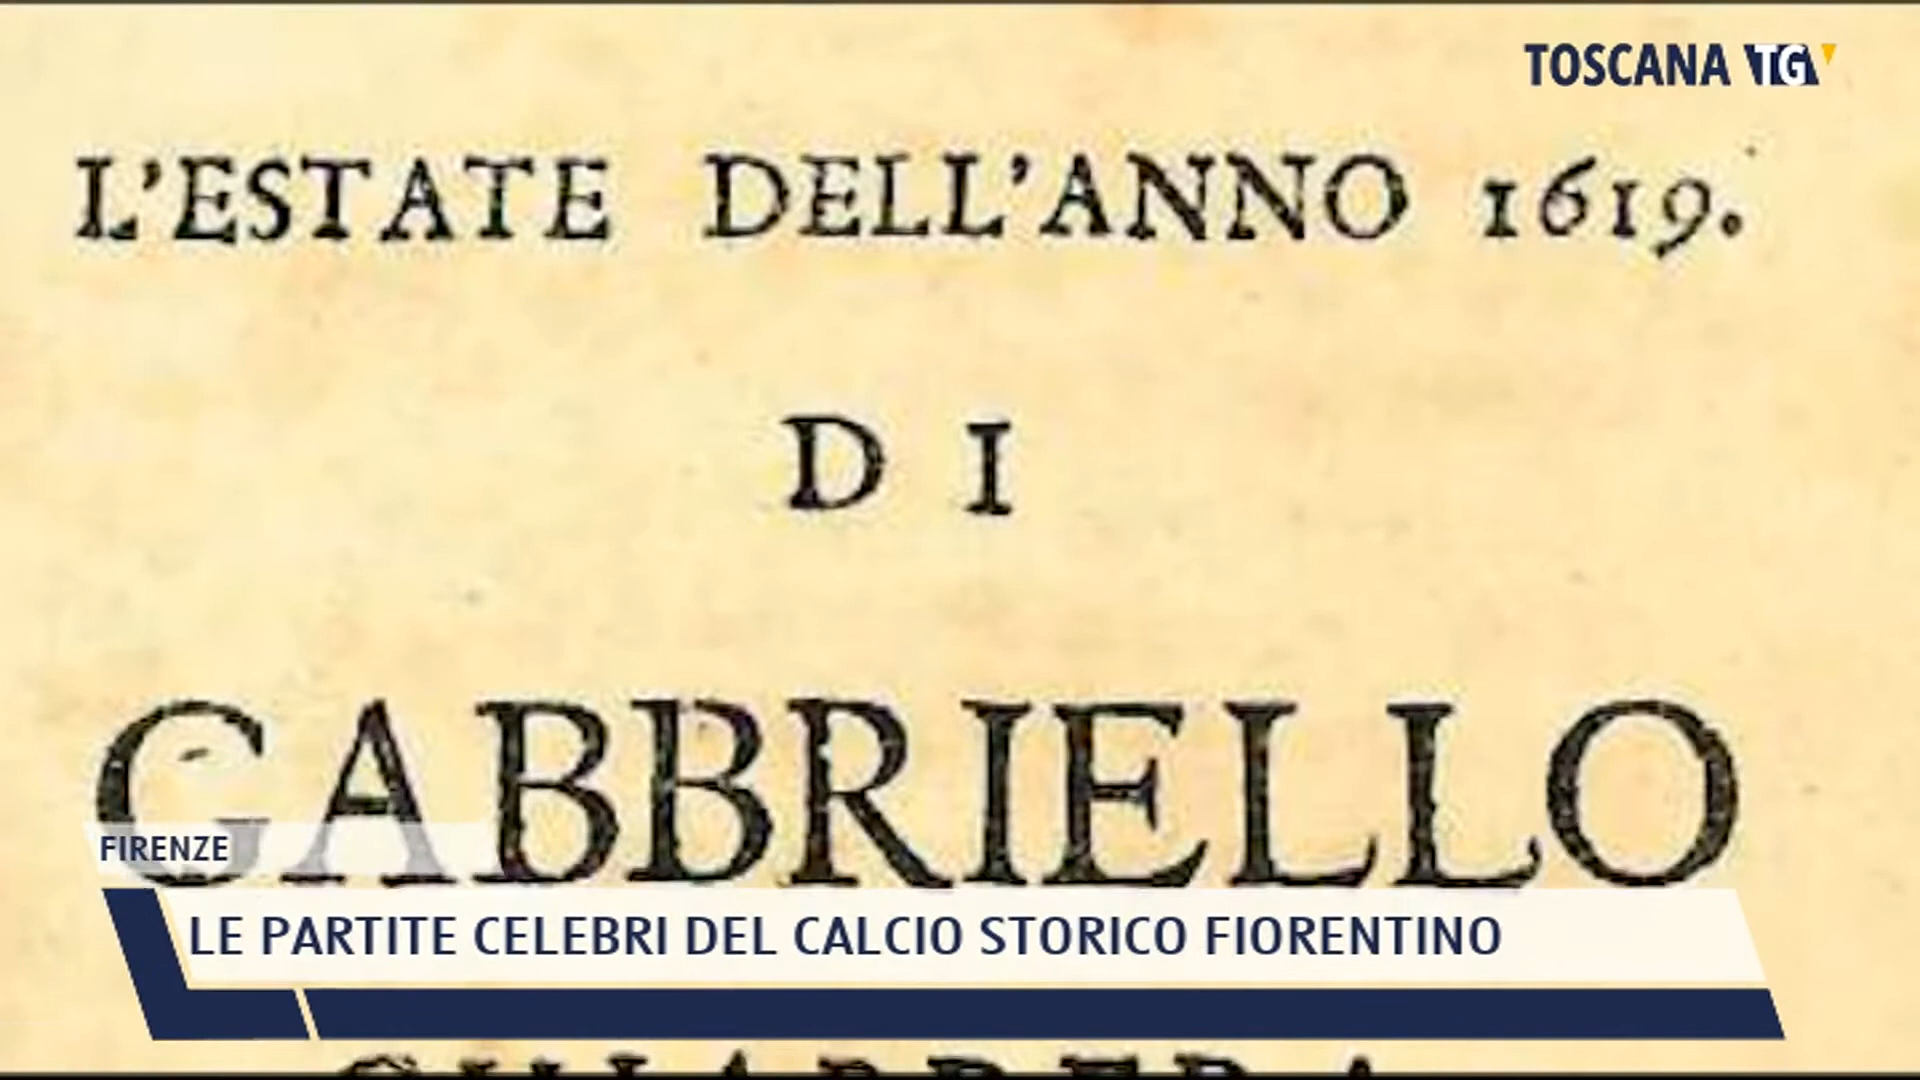 TOSCANA TG
L'ESTATE DELL'ANNO 1619.
DI
GABBRIELLO
FIRENZE
LE PARTITE CELEBRI DEL CALCIO STORICO FIORENTINO